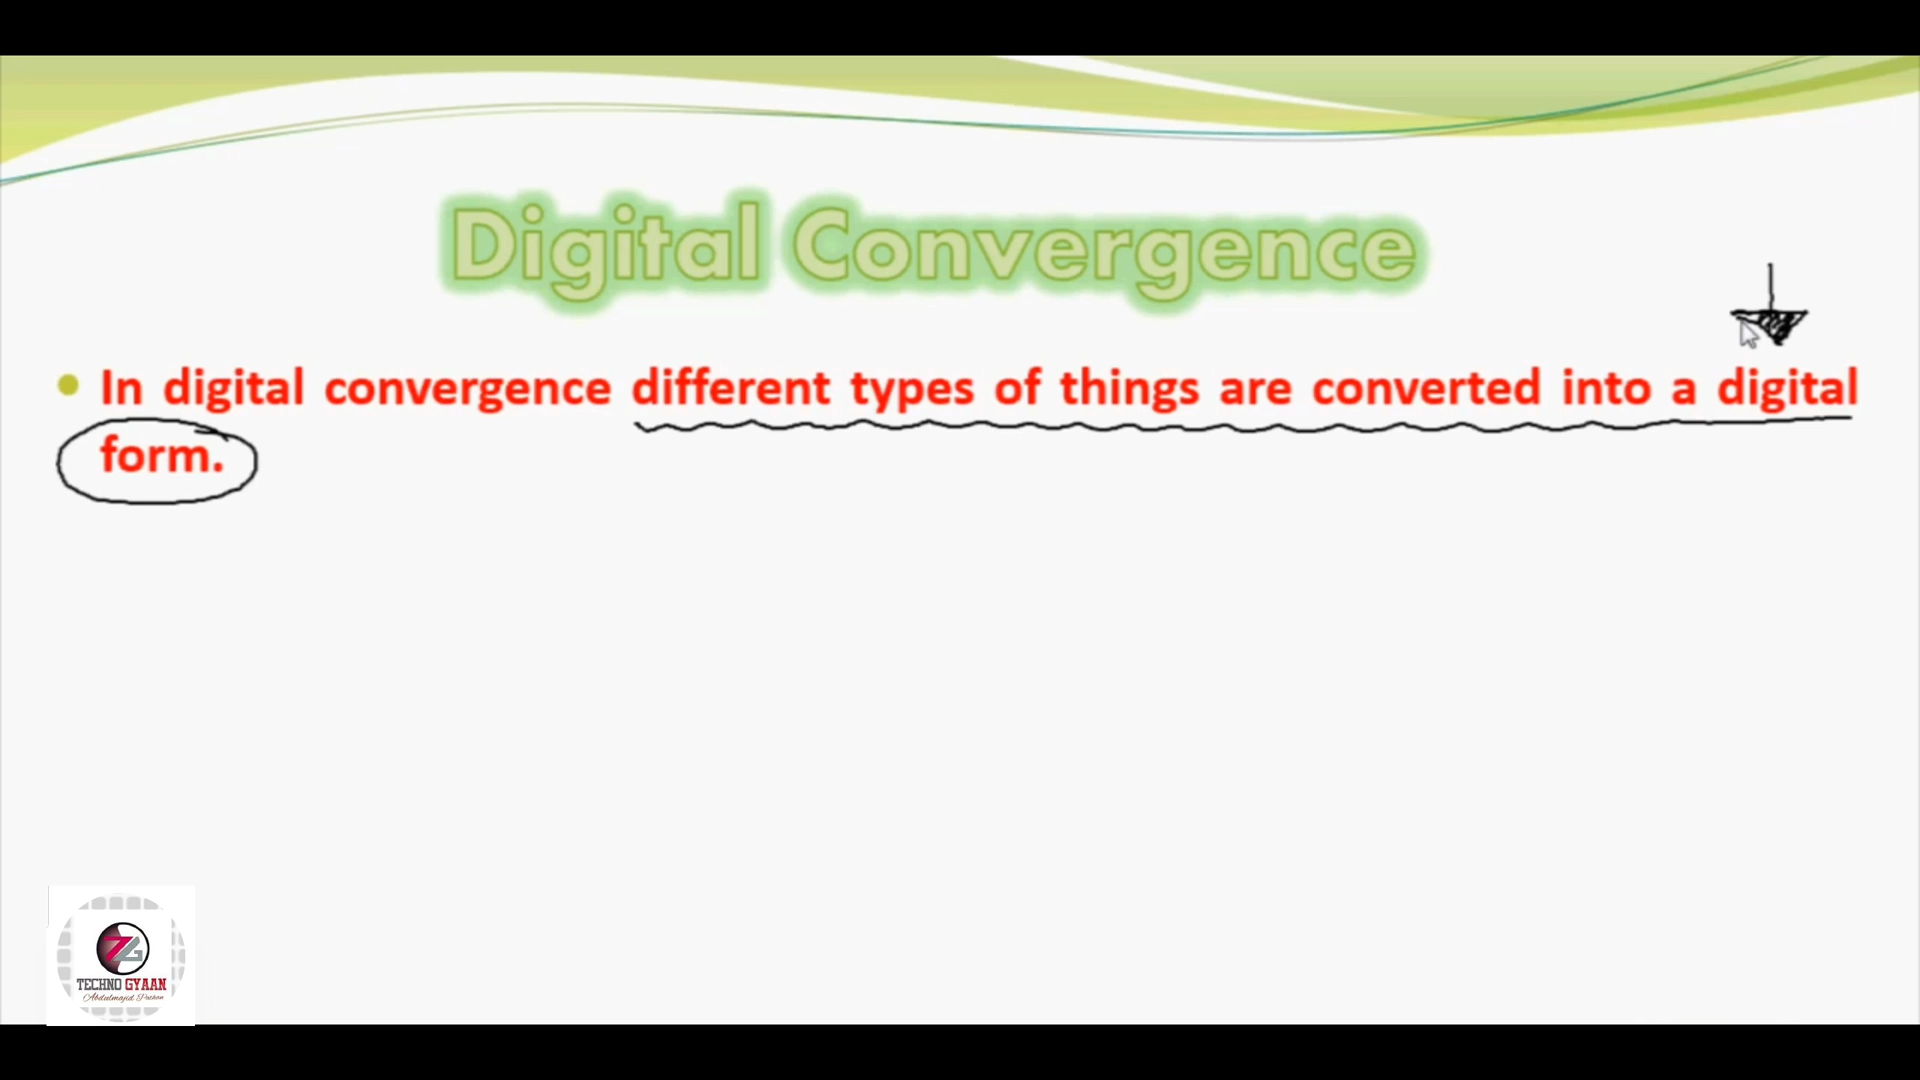 Digital Convergence
In digital convergence different types of things are converted into a digital
form.
TECHNO GYAAN
Abdulmajid Pathan